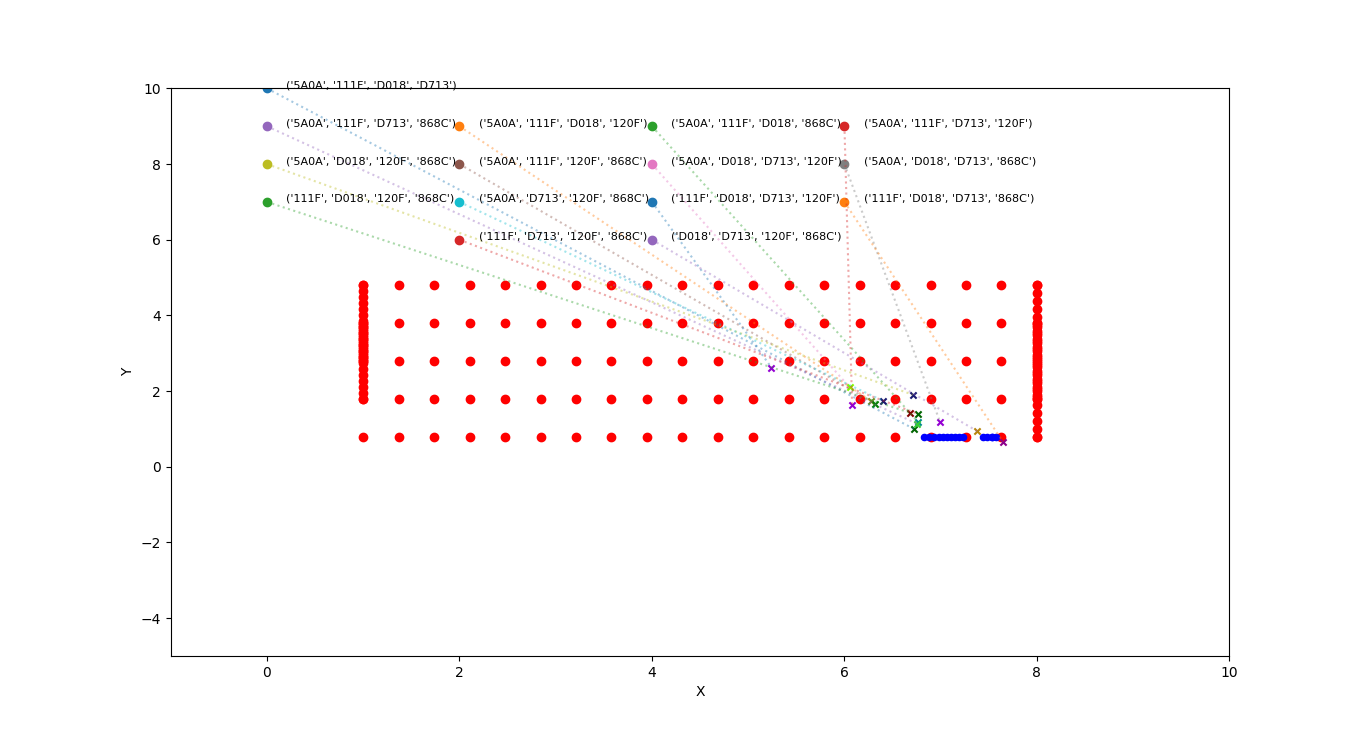 10
('5A0A', '111F', 'D018', 'D713')
('5A0A', '111F', 'D713', '868C')
('5A0A', '111F', 'D018', '120F')
('5A0A', '111F', 'D018', '868C')
('5A0A', '111F', 'D713', '120F')
8
('5A0A', 'D018', '120F', '868C')
('5A0A', '111F', '120F', '868C')
('5A0A', 'D018', 'D713', '120F')
('5A0A', 'D018', 'D713', '868C')
('111F', 'D018', '120F', '868C')
('5A0A', 'D713', '120F', '868C')
('111F', 'D018', 'D713', '120F')
('111F', 'D018', 'D713', '868C')
6
('111F', 'D713', '120F', '868C')
('D018', 'D713', '120F', '868C')
4
Y
2
0
−2
−4
0 2 4 6 8 10
X